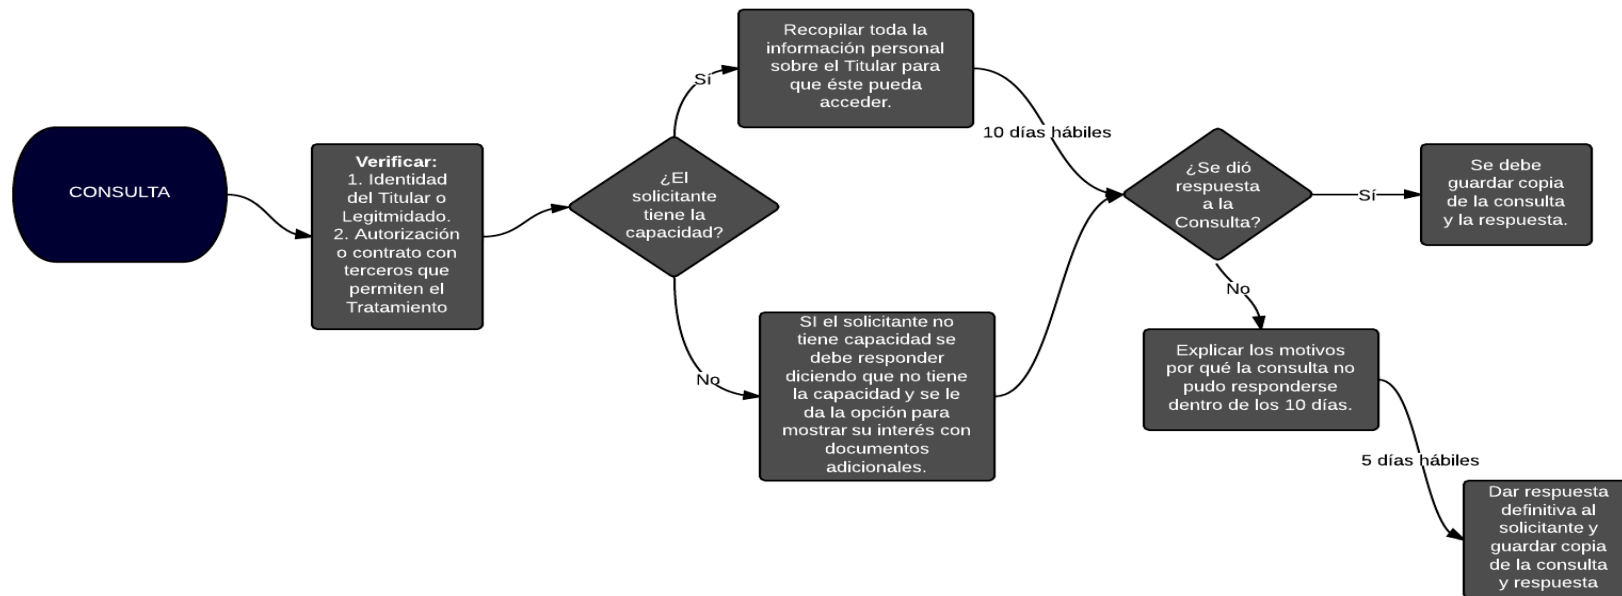 CONSULTA
Verificar:
1. Identidad
del Titular o
Legitmidado.
2. Autorización
o contrato con
terceros que
permiten el
Tratamiento
¿El
solicitante
tiene la
capacidad?
Sí
Recopilar toda la
información personal
sobre el Titular para
que éste pueda
acceder.
No
SI el solicitante no
tiene capacidad se
debe responder
diciendo que no tiene
la capacidad y se le
da la opción para
mostrar su interés con
documentos
adicionales.
10 días hábiles
¿Se dió
respuesta
a la
Consulta?
Sí
Se debe
guardar copia
de la consulta
y la respuesta.
No
Explicar los motivos
por qué la consulta no
pudo responderse
dentro de los 10 días.
5 días hábiles
Dar respuesta
definitiva al
solicitante y
guardar copia
de la consulta
y respuesta